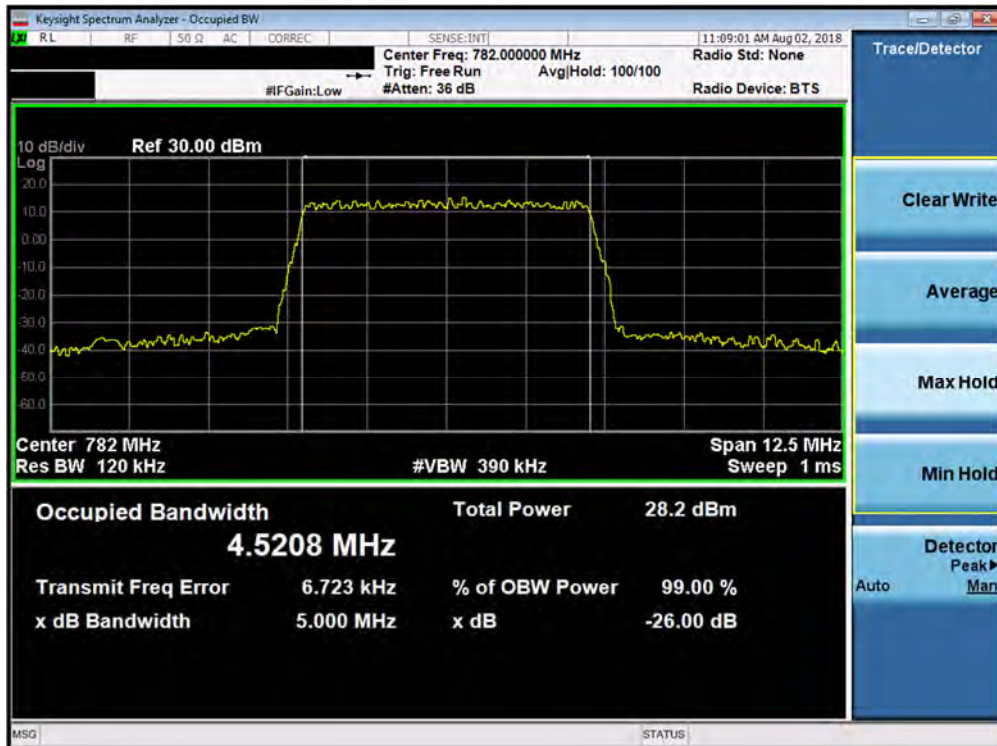 Keysight Spectrum Analyzer - Occupied BW
RL RF 50 Ω AC CORREC SENSE:INT 11:09:01 AM Aug 02, 2018
Center Freq: 782.000000 MHz Radio Std: None
Trig: Free Run Avg|Hold: 100/100
#IFGain:Low #Atten: 36 dB Radio Device: BTS
10 dB/div Ref 30.00 dBm
Log
20.0
10.0
0.00
-10.0
-20.0
-30.0
-40.0
-50.0
-60.0
Center 782 MHz Span 12.5 MHz
Res BW 120 kHz #VBW 390 kHz Sweep 1 ms
Occupied Bandwidth Total Power 28.2 dBm
4.5208 MHz
Transmit Freq Error 6.723 kHz % of OBW Power 99.00 %
x dB Bandwidth 5.000 MHz x dB -26.00 dB
MSG STATUS
Trace/Detector
Clear Write
Average
Max Hold
Min Hold
Detector
Peak▶
Auto Man